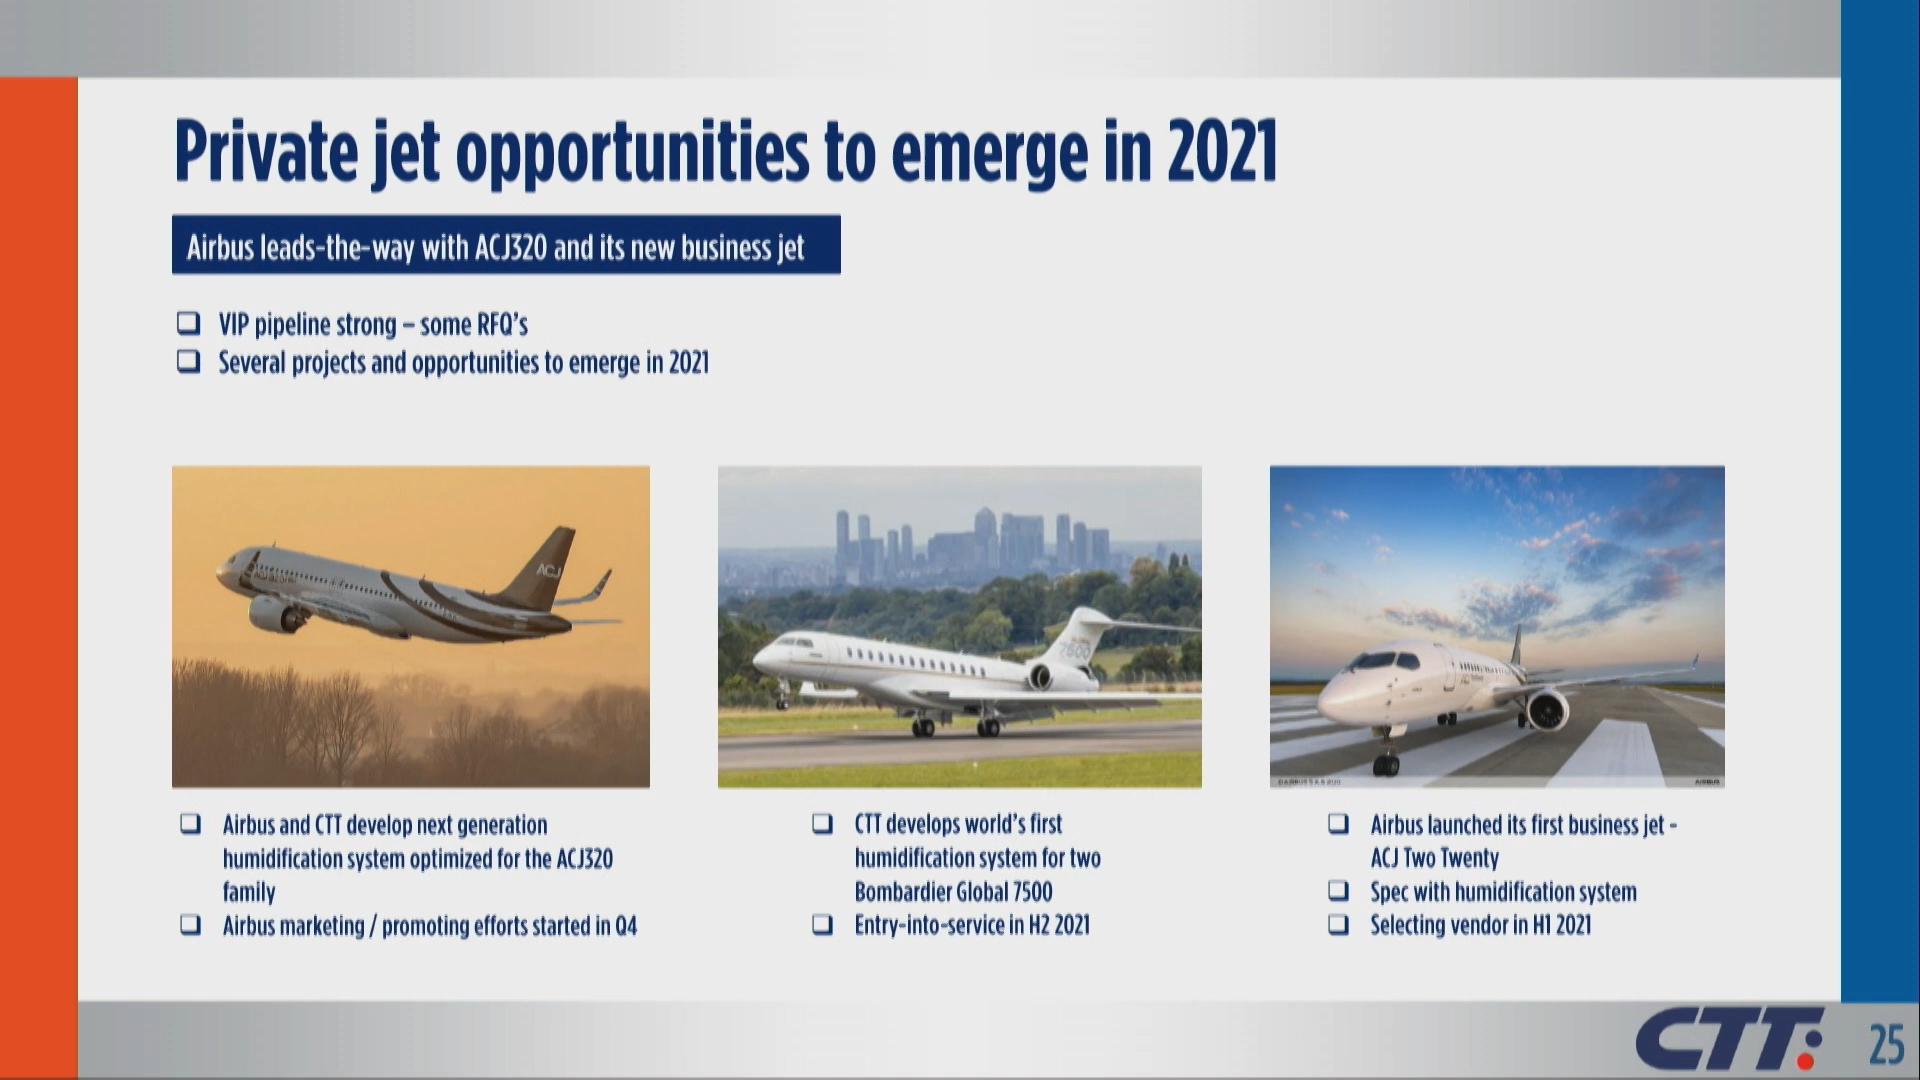 Private jet opportunities to emerge in 2021
Airbus leads-the-way with ACJ320 and its new business jet
VIP pipeline strong – some RFQ's
Several projects and opportunities to emerge in 2021
ACJ
7500
AIRBUS
Airbus and CTT develop next generation
humidification system optimized for the ACJ320
family
Airbus marketing / promoting efforts started in Q4
CTT develops world's first
humidification system for two
Bombardier Global 7500
Entry-into-service in H2 2021
Airbus launched its first business jet -
ACJ Two Twenty
Spec with humidification system
Selecting vendor in H1 2021
CTT
25